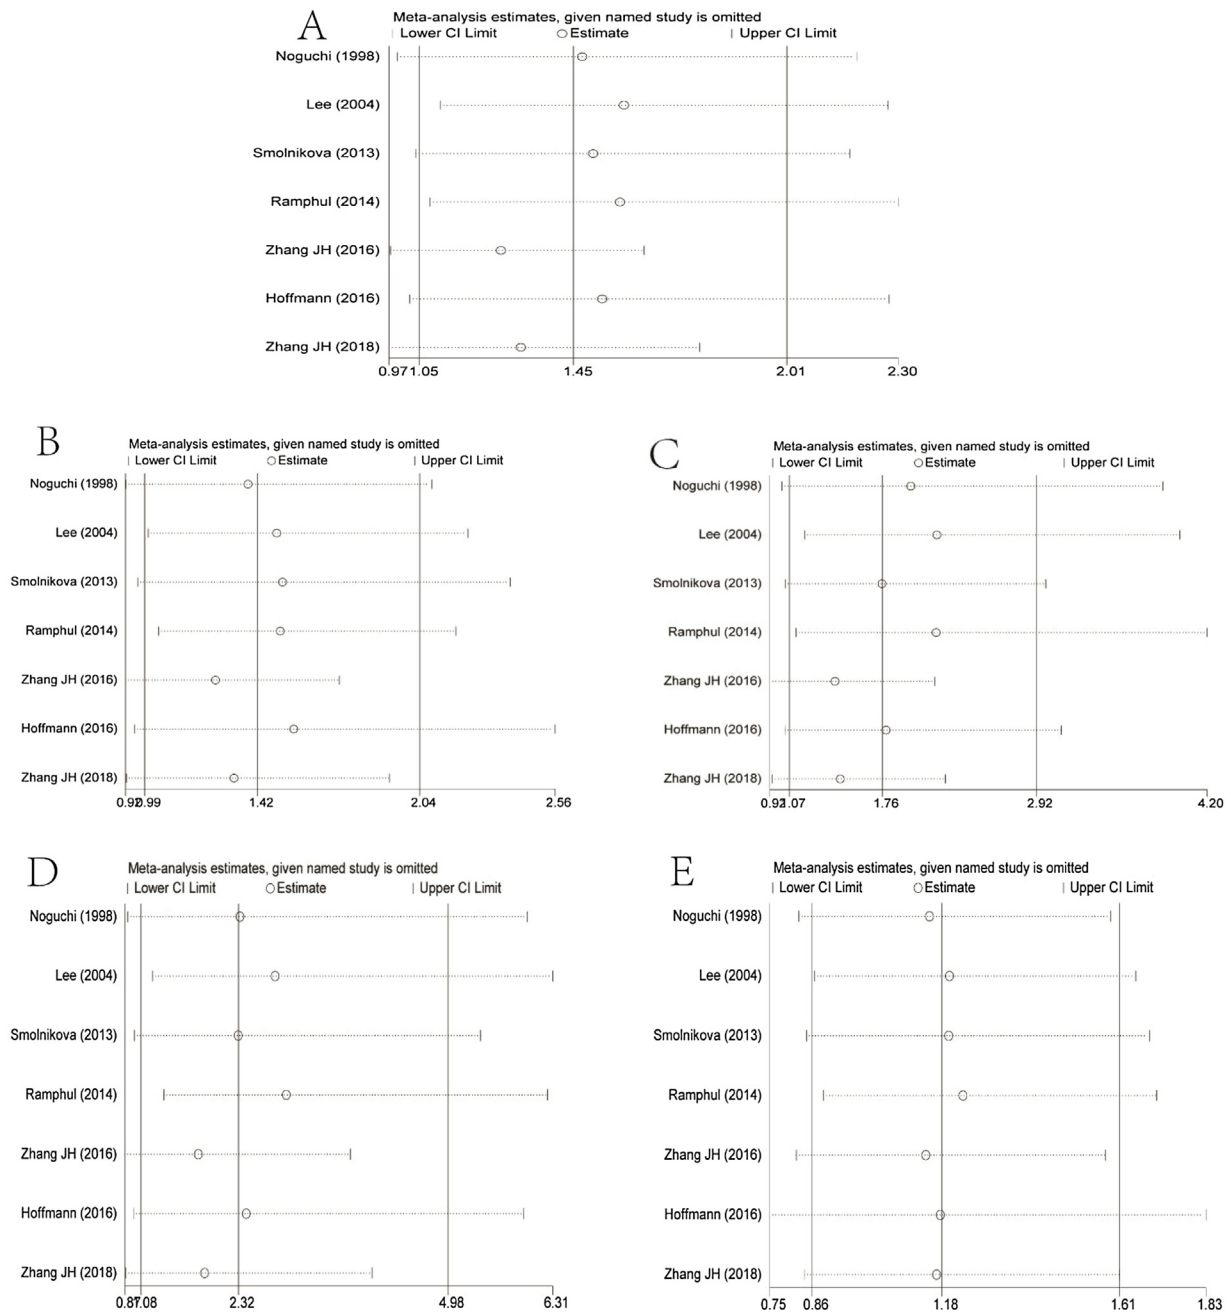 A
Meta-analysis estimates, given named study is omitted
Lower CI Limit Estimate Upper CI Limit
Noguchi (1998)
Lee (2004)
Smolnikova (2013)
Ramphul (2014)
Zhang JH (2016)
Hoffmann (2016)
Zhang JH (2018)
0.97 1.05 1.45 2.01 2.30
B
Meta-analysis estimates, given named study is omitted
Lower CI Limit Estimate Upper CI Limit
Noguchi (1998)
Lee (2004)
Smolnikova (2013)
Ramphul (2014)
Zhang JH (2016)
Hoffmann (2016)
Zhang JH (2018)
0.92 0.99 1.42 2.04 2.56
C
Meta-analysis estimates, given named study is omitted
Lower CI Limit Estimate Upper CI Limit
Noguchi (1998)
Lee (2004)
Smolnikova (2013)
Ramphul (2014)
Zhang JH (2016)
Hoffmann (2016)
Zhang JH (2018)
1.07 1.76 2.92 4.20
D
Meta-analysis estimates, given named study is omitted
Lower CI Limit Estimate Upper CI Limit
Noguchi (1998)
Lee (2004)
Smolnikova (2013)
Ramphul (2014)
Zhang JH (2016)
Hoffmann (2016)
Zhang JH (2018)
0.87 1.08 2.32 4.98 6.31
E
Meta-analysis estimates, given named study is omitted
Lower CI Limit Estimate Upper CI Limit
Noguchi (1998)
Lee (2004)
Smolnikova (2013)
Ramphul (2014)
Zhang JH (2016)
Hoffmann (2016)
Zhang JH (2018)
0.75 0.86 1.18 1.61 1.83